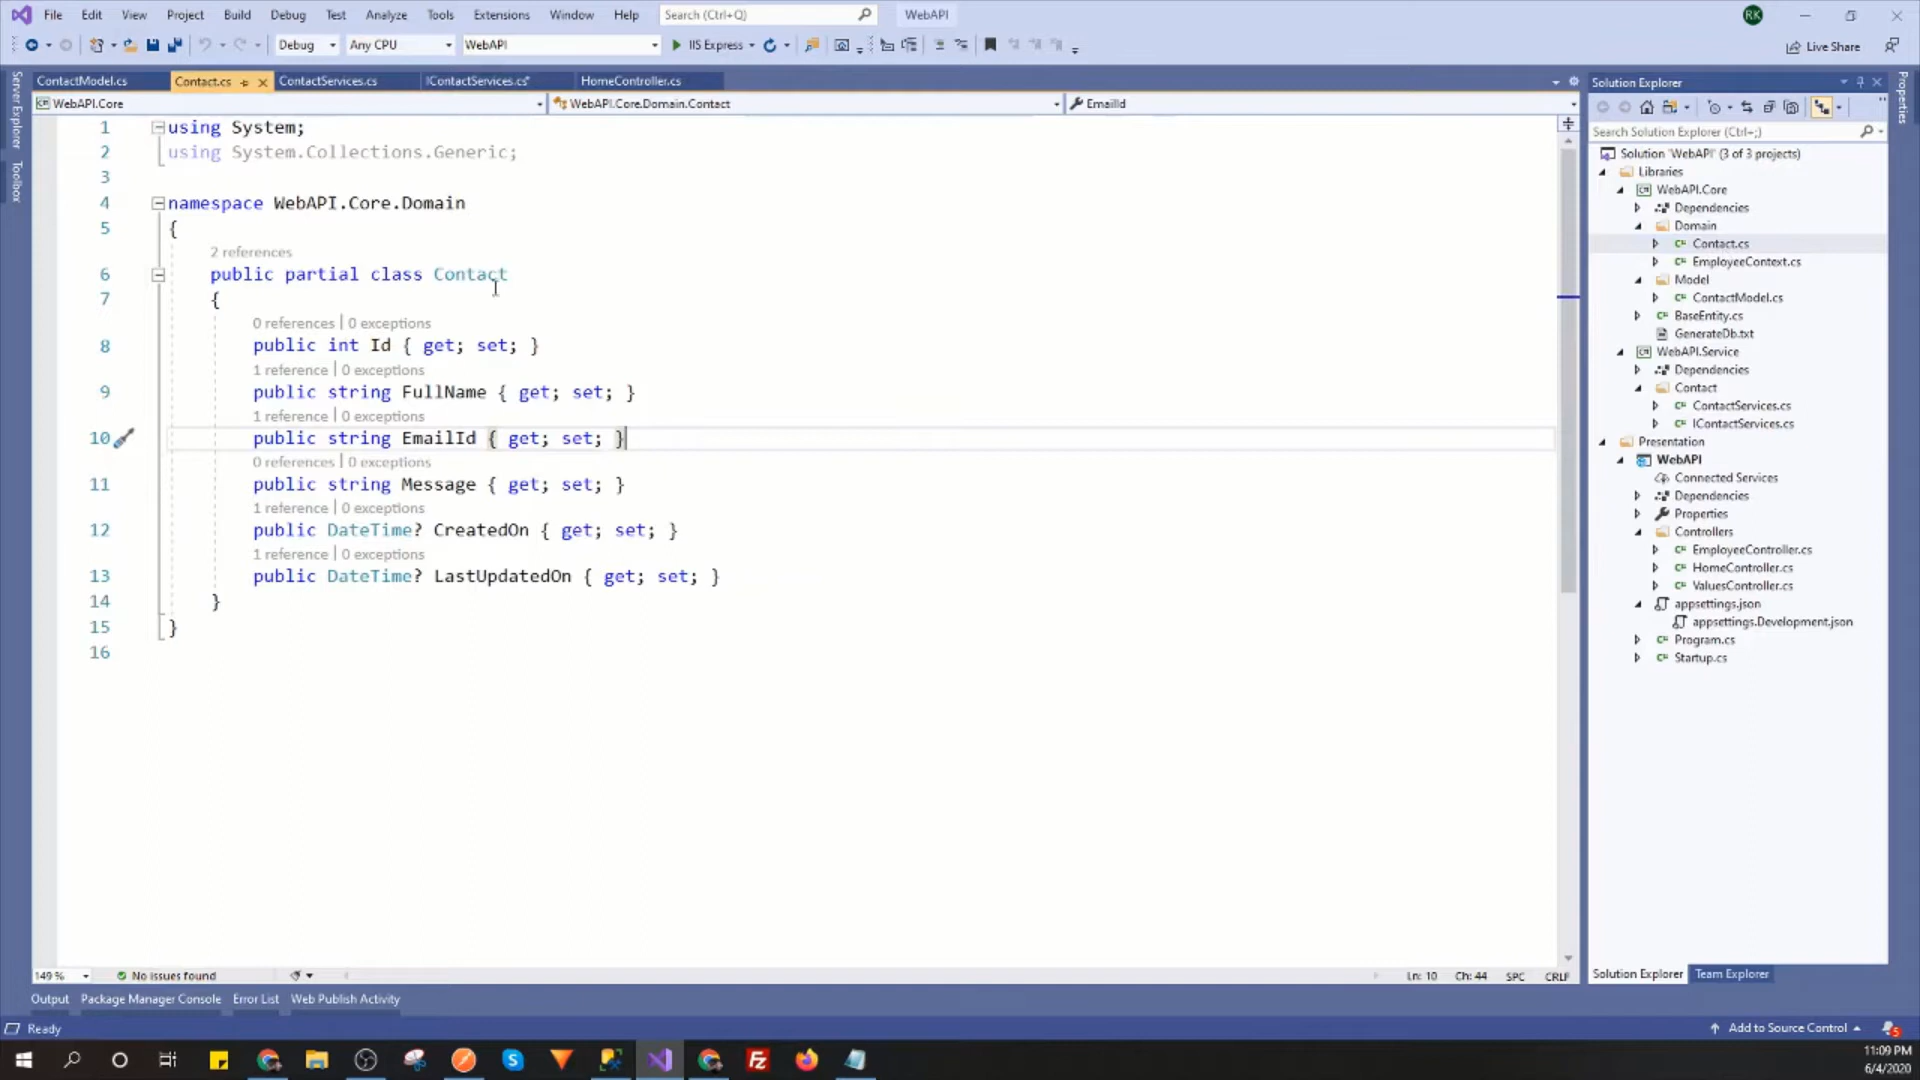 File Edit View Project Build Debug Test Analyze Tools Extensions Window Help Search (Ctrl+Q) WebAPI RK
Debug Any CPU WebAPI IIS Express Live Share
ContactModel.cs Contact.cs ContactServices.cs IContactServices.cs* HomeController.cs
WebAPI.Core WebAPI.Core.Domain.Contact EmailId
Server Explorer
Toolbox
1 using System;
2 using System.Collections.Generic;
3
4 namespace WebAPI.Core.Domain
5 {
2 references
6 public partial class Contact
7 {
0 references | 0 exceptions
8 public int Id { get; set; }
1 reference | 0 exceptions
9 public string FullName { get; set; }
1 reference | 0 exceptions
10 public string EmailId { get; set; }
0 references | 0 exceptions
11 public string Message { get; set; }
1 reference | 0 exceptions
12 public DateTime? CreatedOn { get; set; }
1 reference | 0 exceptions
13 public DateTime? LastUpdatedOn { get; set; }
14 }
15 }
16
149 % No issues found Ln: 10 Ch: 44 SPC CRLF
Solution Explorer
Search Solution Explorer (Ctrl+;)
Solution 'WebAPI' (3 of 3 projects)
Libraries
WebAPI.Core
Dependencies
Domain
Contact.cs
EmployeeContext.cs
Model
ContactModel.cs
BaseEntity.cs
GenerateDb.txt
WebAPI.Service
Dependencies
Contact
ContactServices.cs
IContactServices.cs
Presentation
WebAPI
Connected Services
Dependencies
Properties
Controllers
EmployeeController.cs
HomeController.cs
ValuesController.cs
appsettings.json
appsettings.Development.json
Program.cs
Startup.cs
Solution Explorer Team Explorer
Properties
Output Package Manager Console Error List Web Publish Activity
Ready Add to Source Control 5
11:09 PM
6/4/2020